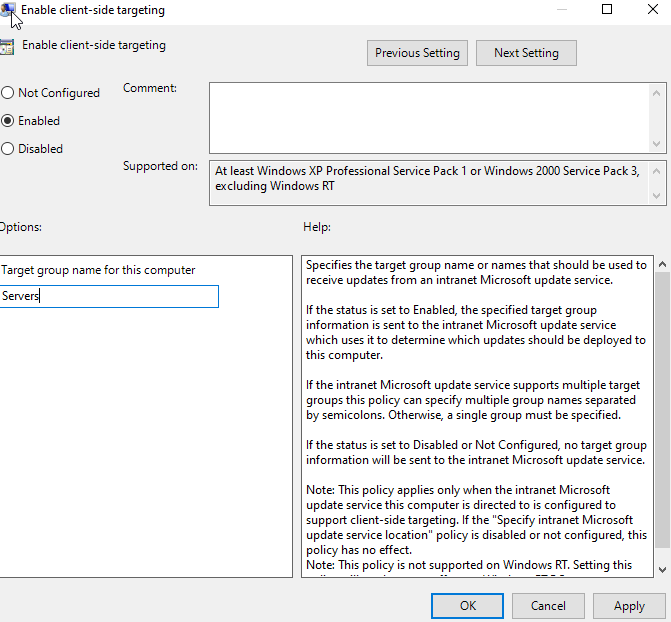 Enable client-side targeting
Enable client-side targeting
Previous Setting
Next Setting
Not Configured
Enabled
Disabled
Comment:
Supported on:
At least Windows XP Professional Service Pack 1 or Windows 2000 Service Pack 3,
excluding Windows RT
Options:
Help:
Target group name for this computer
Servers
Specifies the target group name or names that should be used to
receive updates from an intranet Microsoft update service.
If the status is set to Enabled, the specified target group
information is sent to the intranet Microsoft update service
which uses it to determine which updates should be deployed to
this computer.
If the intranet Microsoft update service supports multiple target
groups this policy can specify multiple group names separated
by semicolons. Otherwise, a single group must be specified.
If the status is set to Disabled or Not Configured, no target group
information will be sent to the intranet Microsoft update service.
Note: This policy applies only when the intranet Microsoft
update service this computer is directed to is configured to
support client-side targeting. If the "Specify intranet Microsoft
update service location" policy is disabled or not configured, this
policy has no effect.
Note: This policy is not supported on Windows RT. Setting this
OK
Cancel
Apply